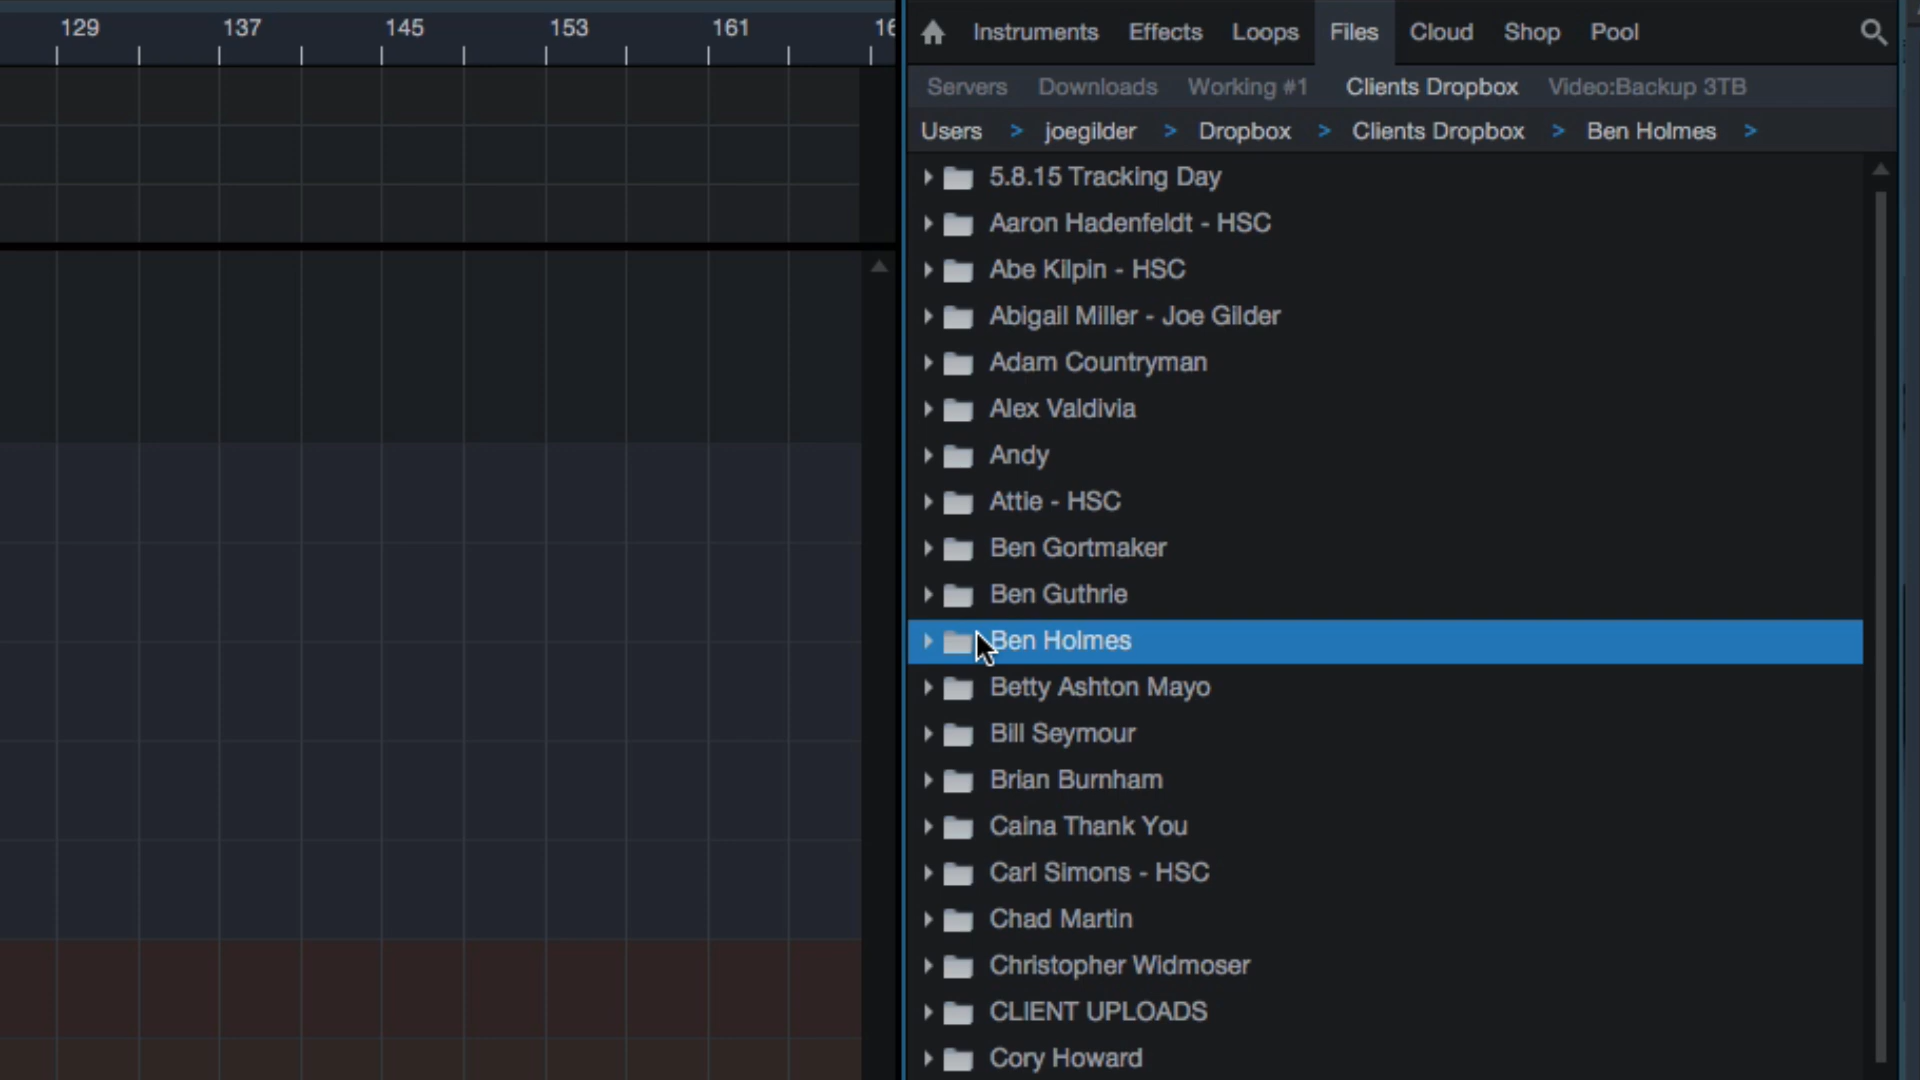 129 137 145 153 161
Instruments Effects Loops Files Cloud Shop Pool
Servers Downloads Working #1 Clients Dropbox Video:Backup 3TB
Users > joegilder > Dropbox > Clients Dropbox > Ben Holmes >
5.8.15 Tracking Day
Aaron Hadenfeldt - HSC
Abe Kilpin - HSC
Abigail Miller - Joe Gilder
Adam Countryman
Alex Valdivia
Andy
Attie - HSC
Ben Gortmaker
Ben Guthrie
Ben Holmes
Betty Ashton Mayo
Bill Seymour
Brian Burnham
Caina Thank You
Carl Simons - HSC
Chad Martin
Christopher Widmoser
CLIENT UPLOADS
Cory Howard